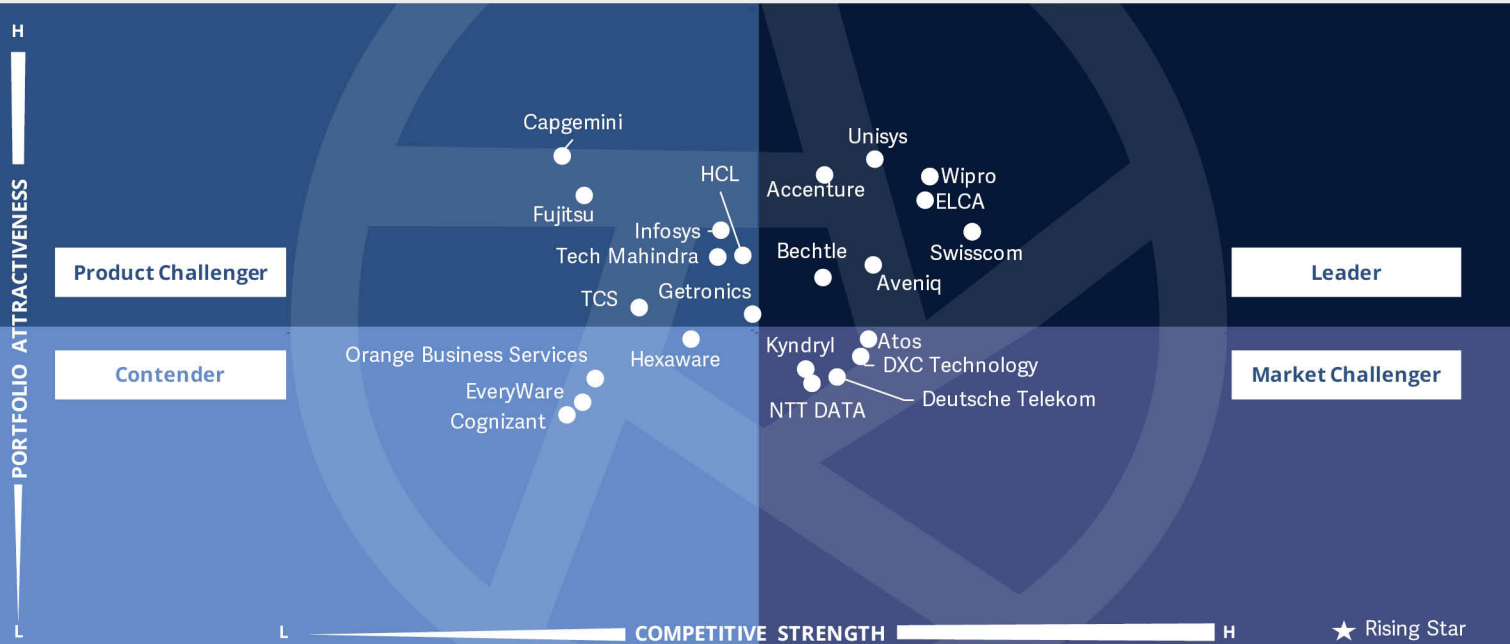 H
PORTFOLIO ATTRACTIVENESS
L
Product Challenger
Contender
Capgemini
Fujitsu
HCL
Infosys
Tech Mahindra
TCS
Getronics
Unisys
Accenture
Wipro
ELCA
Swisscom
Bechtle
Aveniq
Leader
Orange Business Services
Hexaware
EveryWare
Cognizant
Kyndryl
Atos
DXC Technology
Deutsche Telekom
NTT DATA
Market Challenger
L
COMPETITIVE STRENGTH
H
Rising Star